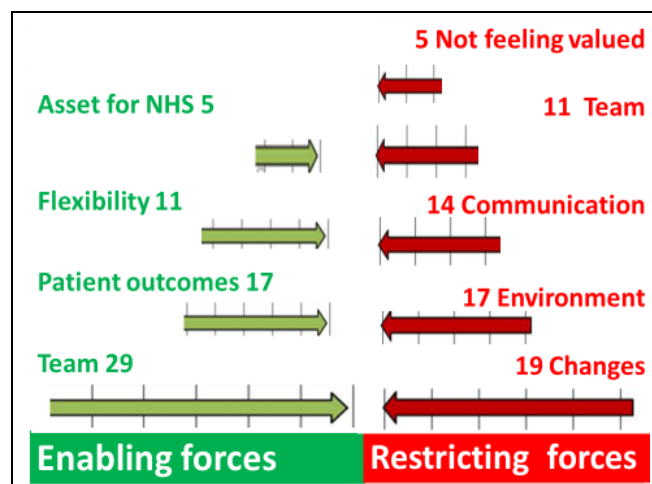 5 Not feeling valued
Asset for NHS 5
11 Team
Flexibility 11
14 Communication
Patient outcomes 17
17 Environment
Team 29
19 Changes
Enabling forces
Restricting forces